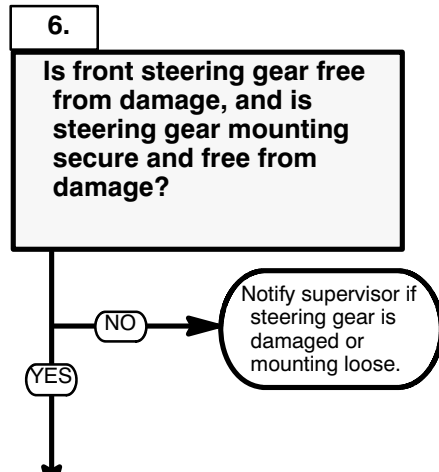 6.
Is front steering gear free
from damage, and is
steering gear mounting
secure and free from
damage?
NO
Notify supervisor if
steering gear is
damaged or
mounting loose.
YES